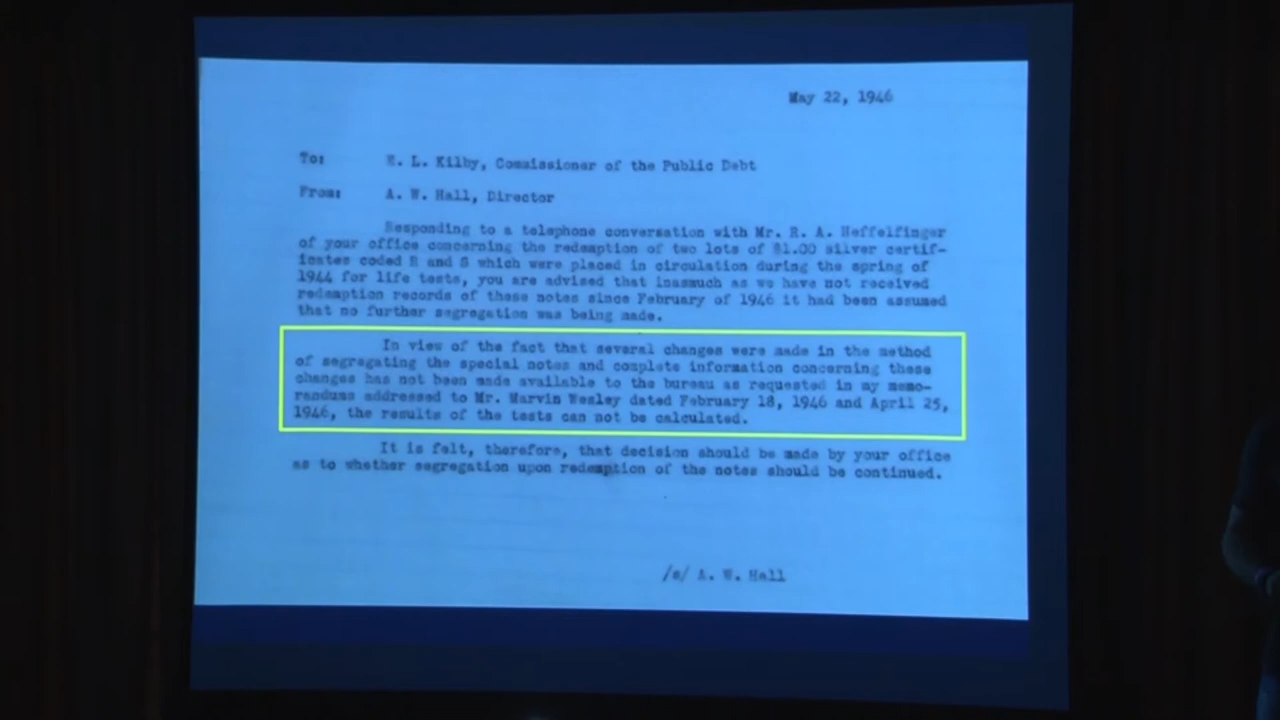 May 22, 1946
To: E. L. Kilby, Commissioner of the Public Debt
From: A. W. Hall, Director
Responding to a telephone conversation with Mr. R. A. Heffelfinger
of your office concerning the redemption of two lots of $1.00 silver certif-
icates coded R and S which were placed in circulation during the spring of
1944 for life tests, you are advised that inasmuch as we have not received
redemption records of these notes since February of 1946 it had been assumed
that no further segregation was being made.
In view of the fact that several changes were made in the method
of segregating the special notes and complete information concerning these
changes has not been made available to the bureau as requested in my memo-
randums addressed to Mr. Marvin Wesley dated February 18, 1946 and April 25,
1946, the results of the tests can not be calculated.
It is felt, therefore, that decision should be made by your office
as to whether segregation upon redemption of the notes should be continued.
/s/ A. W. Hall